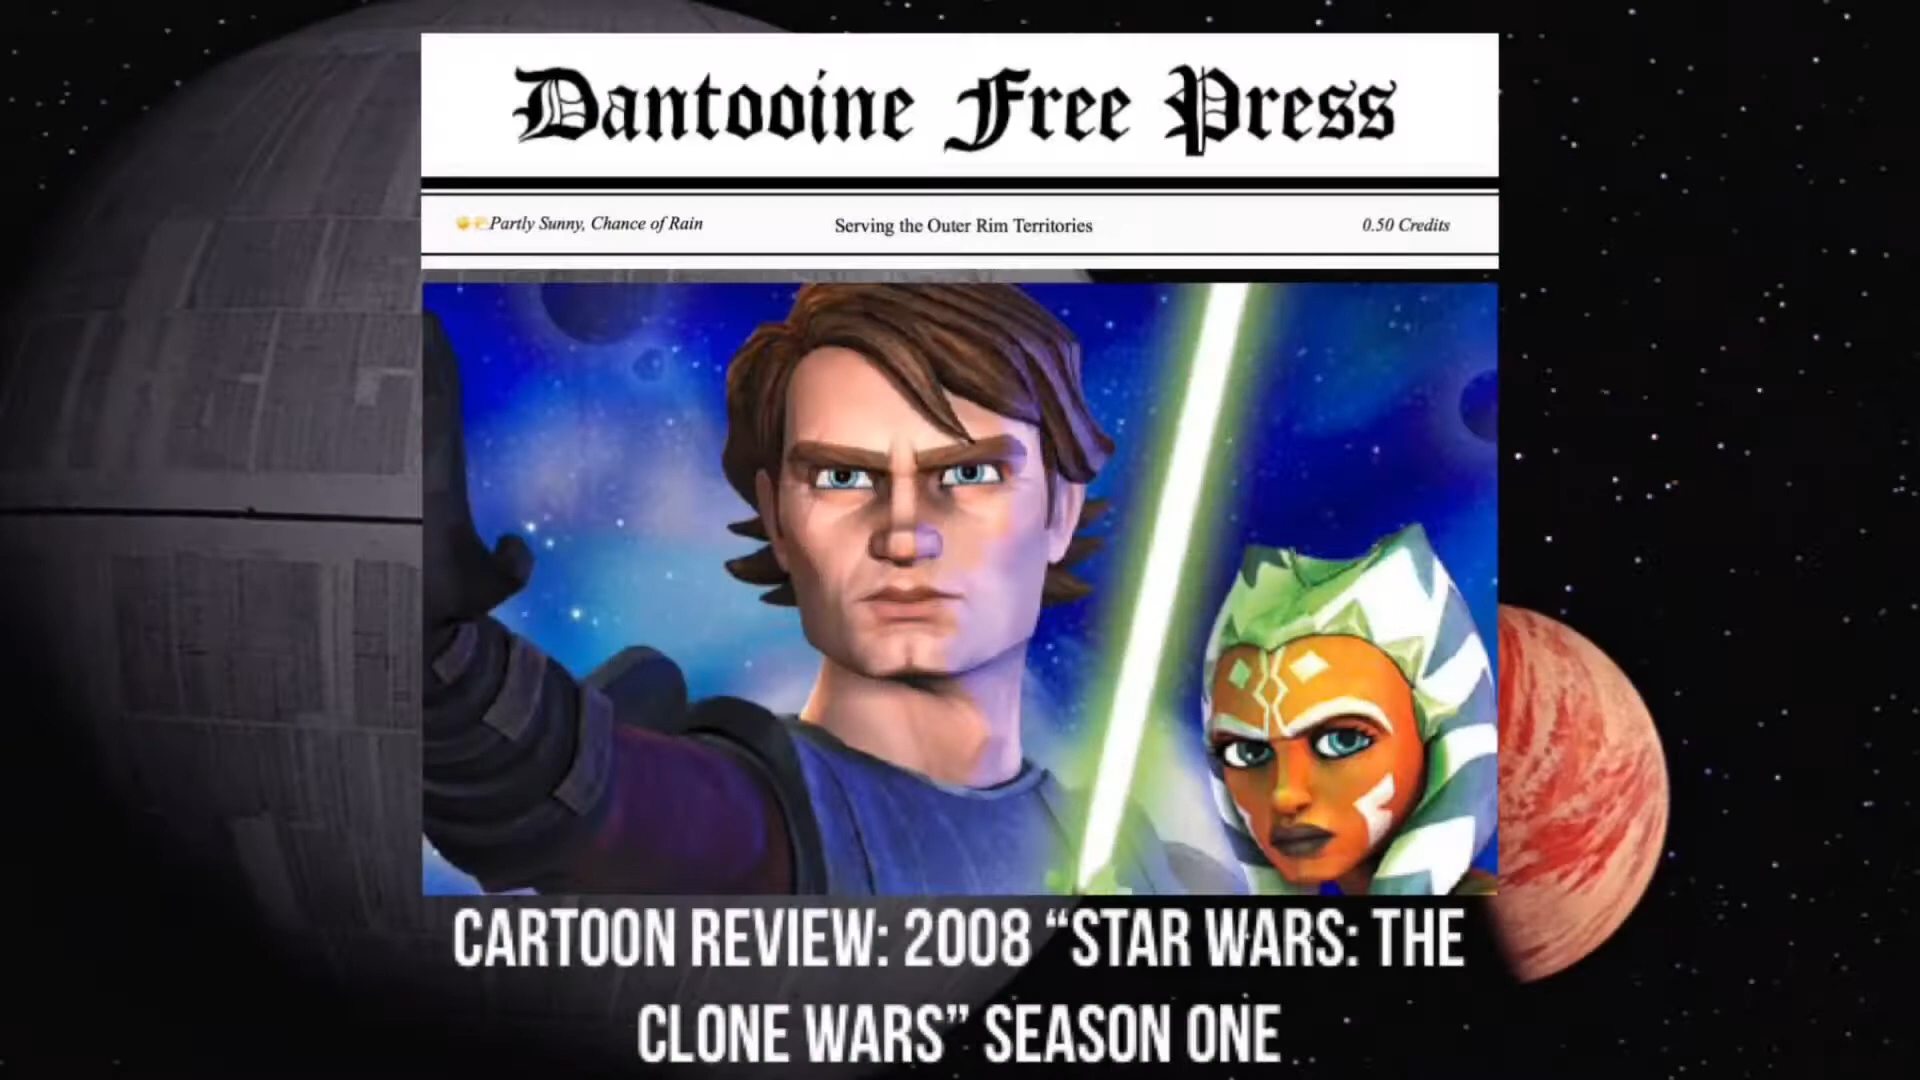 Dantooine Free Press
Partly Sunny, Chance of Rain
Serving the Outer Rim Territories
0.50 Credits
CARTOON REVIEW: 2008 “STAR WARS: THE
CLONE WARS” SEASON ONE